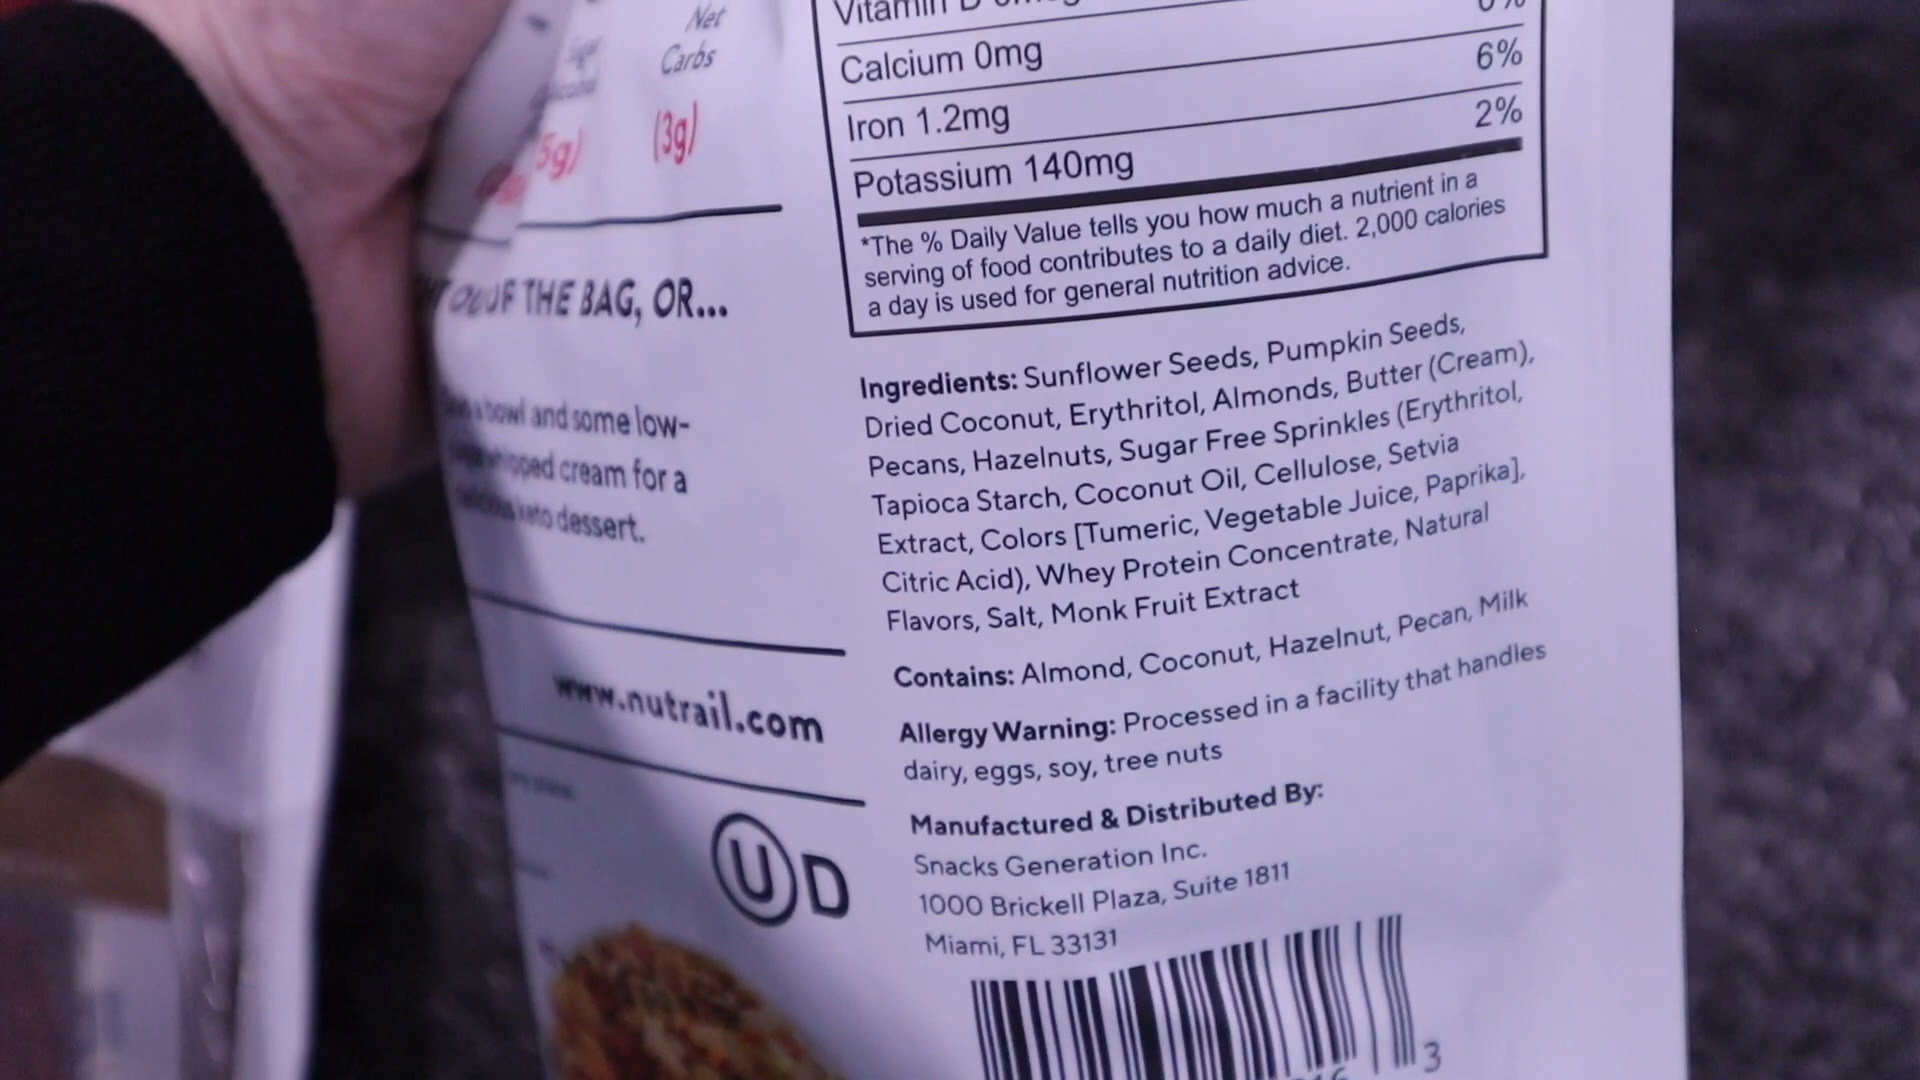 Net
Carbs
5g)
(3g)
OF THE BAG, OR...
bowl and some low-
cream for a
keto dessert.
www.nutrail.com
U D
Vitamin D
Calcium 0mg
6%
Iron 1.2mg
2%
Potassium 140mg
*The % Daily Value tells you how much a nutrient in a
serving of food contributes to a daily diet. 2,000 calories
a day is used for general nutrition advice.
Ingredients: Sunflower Seeds, Pumpkin Seeds,
Dried Coconut, Erythritol, Almonds, Butter (Cream),
Pecans, Hazelnuts, Sugar Free Sprinkles (Erythritol,
Tapioca Starch, Coconut Oil, Cellulose, Setvia
Extract, Colors [Tumeric, Vegetable Juice, Paprika],
Citric Acid), Whey Protein Concentrate, Natural
Flavors, Salt, Monk Fruit Extract
Contains: Almond, Coconut, Hazelnut, Pecan, Milk
Allergy Warning: Processed in a facility that handles
dairy, eggs, soy, tree nuts
Manufactured & Distributed By:
Snacks Generation Inc.
1000 Brickell Plaza, Suite 1811
Miami, FL 33131
3